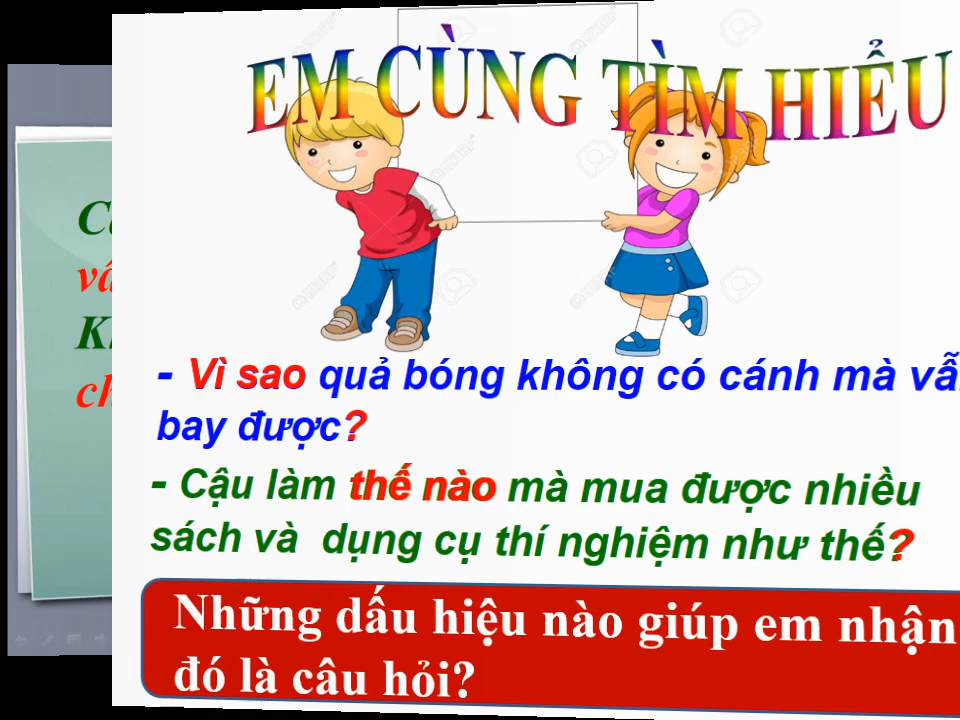 EM CÙNG TÌM HIỂU
- Vì sao quả bóng không có cánh mà
bay được?
- Cậu làm thế nào mà mua được nhiều
sách và dụng cụ thí nghiệm như thế?
Những dấu hiệu nào giúp em nhận
đó là câu hỏi?